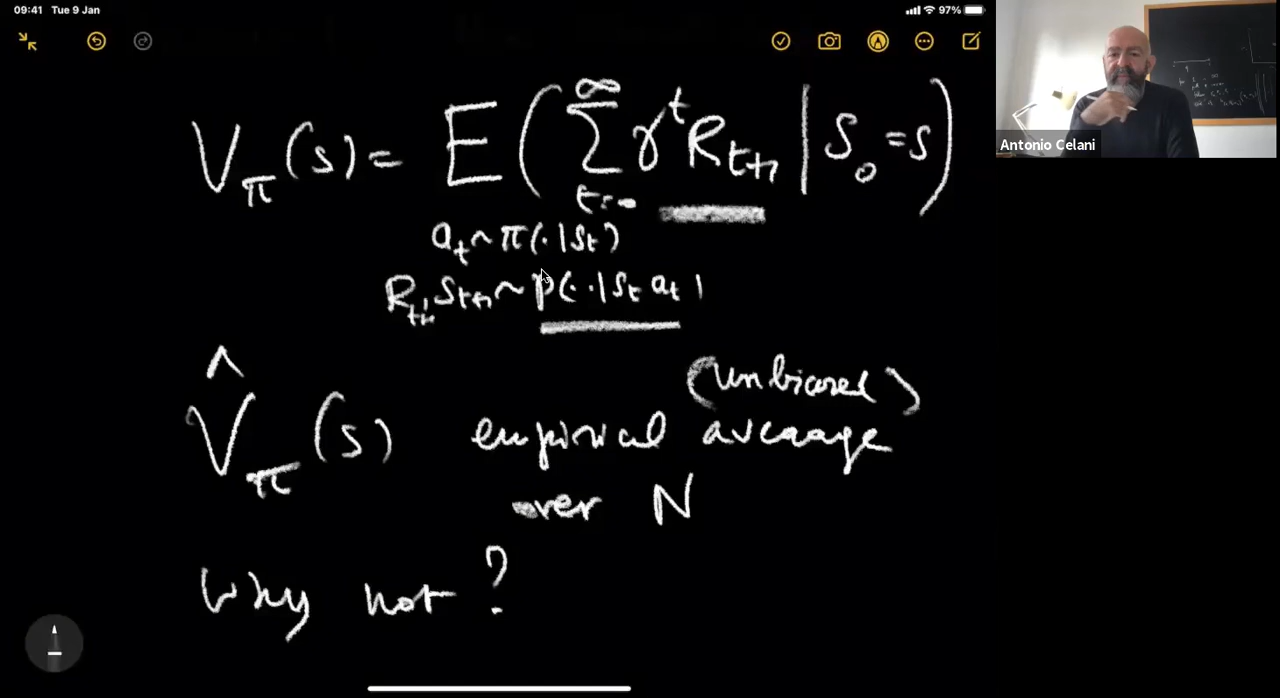 09:41 Tue 9 Jan 97%
V_π(s) = E(∑_{t=0}^∞ γ^t R_{t+1} | S_0 = s)
a_t ~ π(·|s_t)
R_{t+1} s_{t+1} ~ p(· ·|s_t a_t)
V̂_π(s) empirical average (unbiased)
over N
Why not ?
Antonio Celani